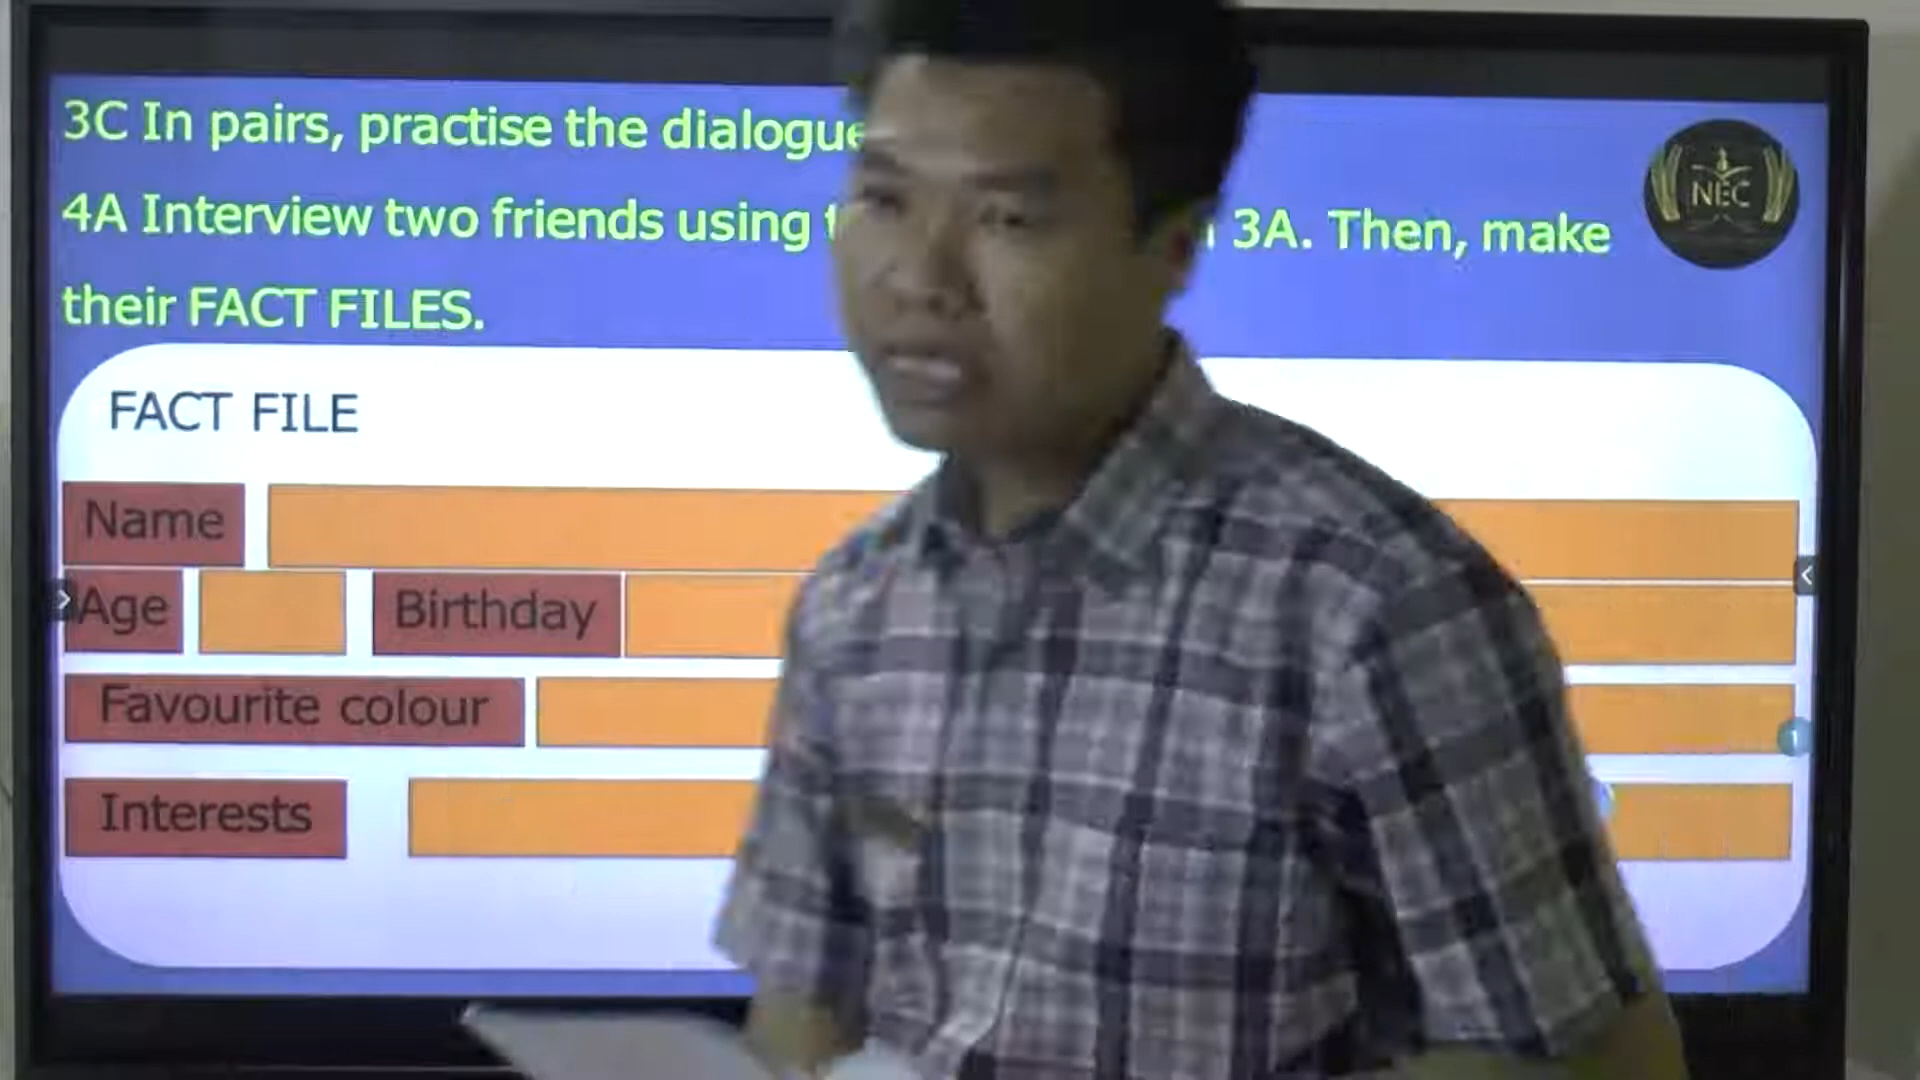 3C In pairs, practise the dialogue
4A Interview two friends using 3A. Then, make
their FACT FILES.
NEC
FACT FILE
Name
Age Birthday
Favourite colour
Interests